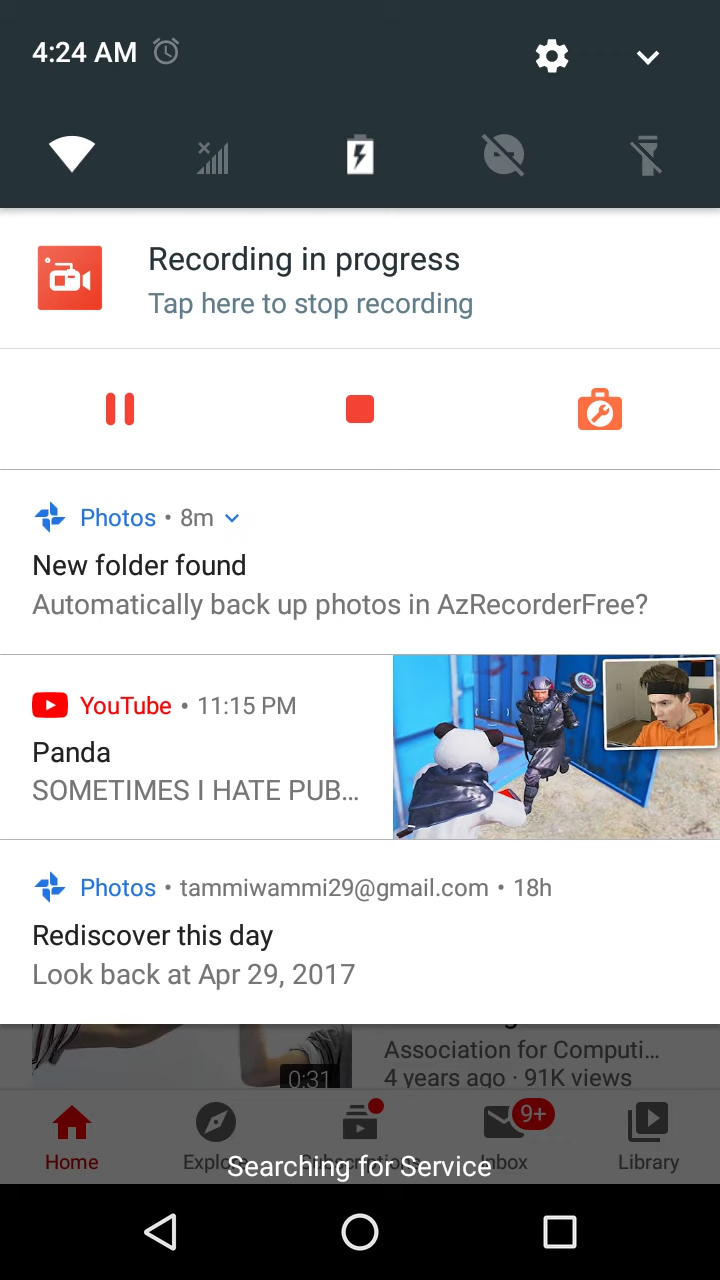 4:24 AM
Recording in progress
Tap here to stop recording
Photos • 8m
New folder found
Automatically back up photos in AzRecorderFree?
YouTube • 11:15 PM
Panda
SOMETIMES I HATE PUB...
Photos • tammiwammi29@gmail.com • 18h
Rediscover this day
Look back at Apr 29, 2017
0:31
Association for Computi...
4 years ago · 91K views
9+
Home
Explore
Subscriptions
Inbox
Library
Searching for Service